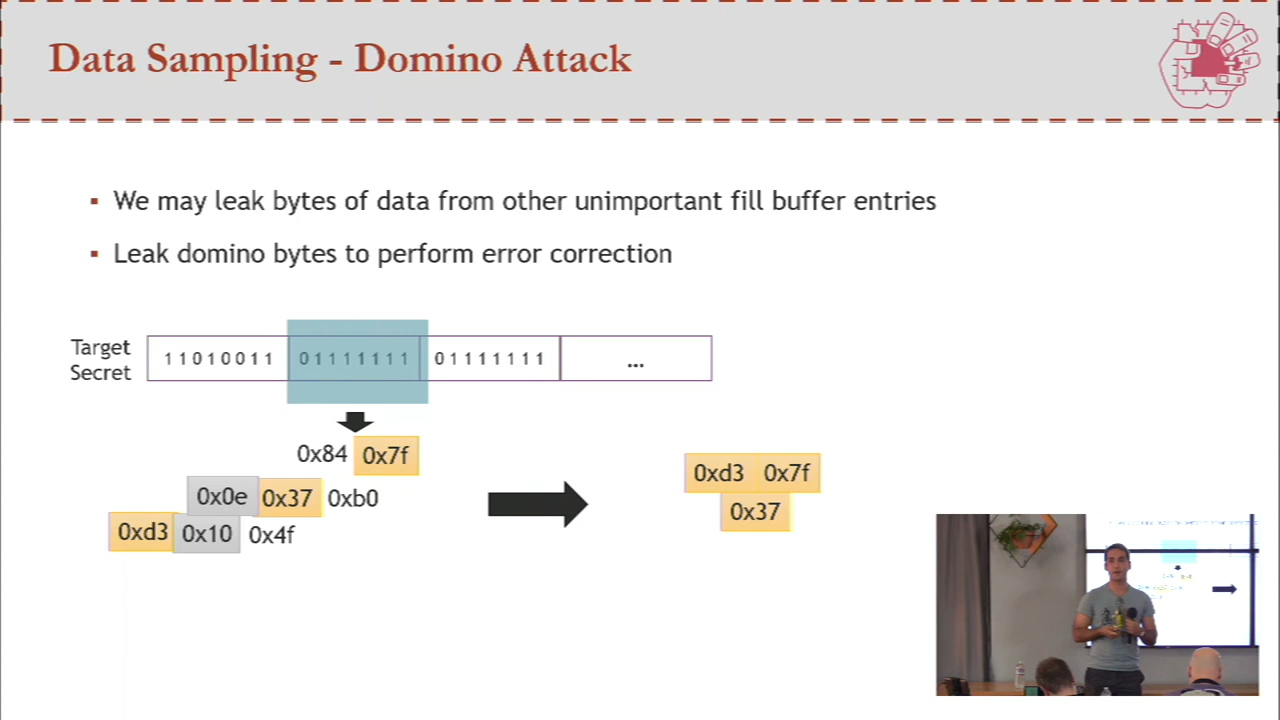 Data Sampling - Domino Attack
▪ We may leak bytes of data from other unimportant fill buffer entries
▪ Leak domino bytes to perform error correction
Target
Secret
1 1 0 1 0 0 1 1
0 1 1 1 1 1 1 1
0 1 1 1 1 1 1 1
...
0x84 0x7f
0x0e 0x37 0xb0
0xd3 0x10 0x4f
0xd3 0x7f
0x37